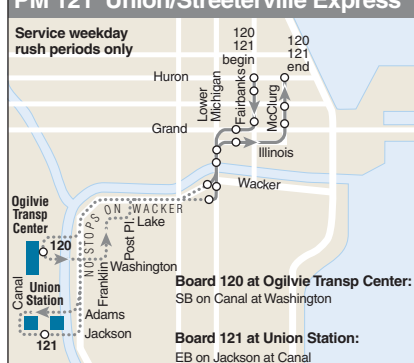 PM 121 Union/Streeterville Express
Service weekday
rush periods only
120
121
begin
120
121
end
Huron
Lower
Michigan
Fairbanks
McClurg
Grand
Illinois
Wacker
NO STOPS ON WACKER
Lake
Post Pl.
Ogilvie
Transp
Center
120
Washington
Franklin
Canal
Union
Station
Adams
Jackson
121
Board 120 at Ogilvie Transp Center:
SB on Canal at Washington
Board 121 at Union Station:
EB on Jackson at Canal